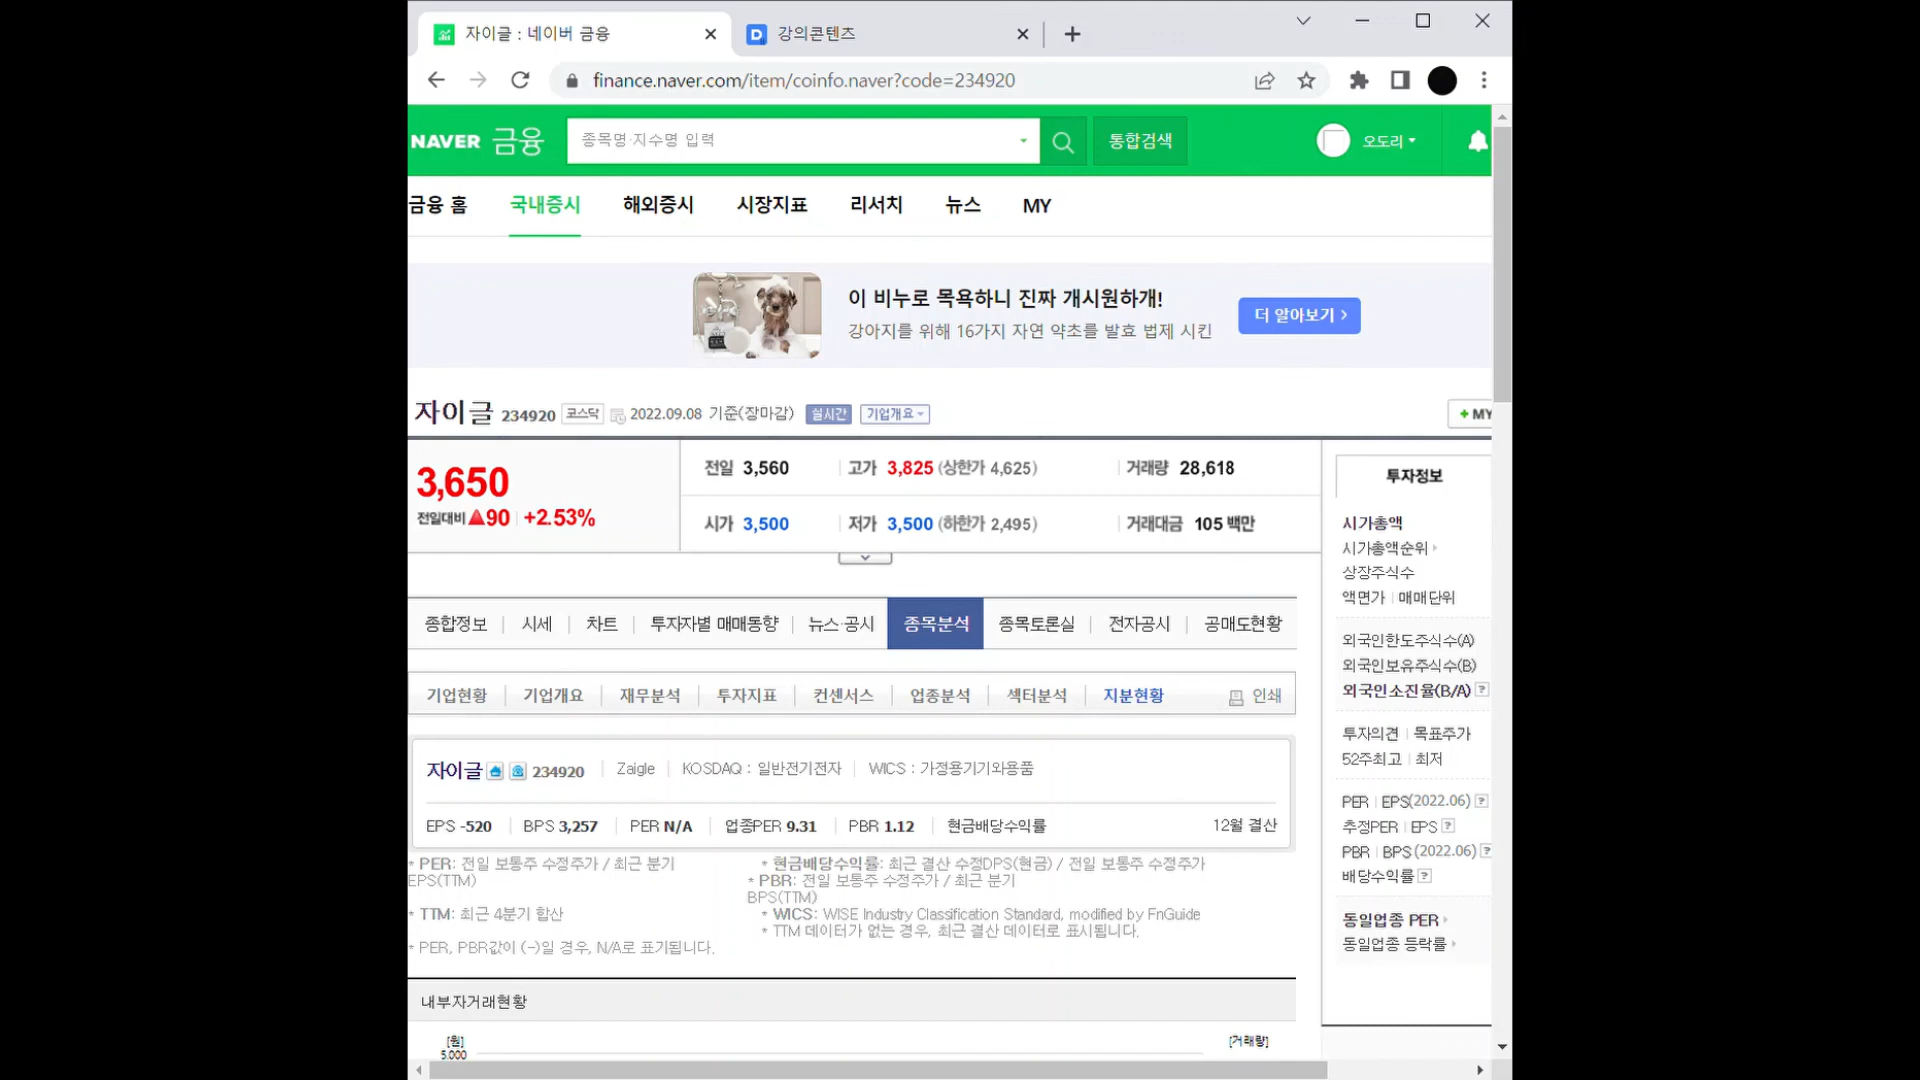 자이글 : 네이버 금융
강의콘텐츠
finance.naver.com/item/coinfo.naver?code=234920
NAVER 금융
종목명·지수명 입력
통합검색
오도리
금융 홈 국내증시 해외증시 시장지표 리서치 뉴스 MY
이 비누로 목욕하니 진짜 개시원하개!
강아지를 위해 16가지 자연 약초를 발효 법제 시킨
더 알아보기 >
자이글 234920 코스닥 2022.09.08 기준(장마감) 실시간 기업개요
+ MY
3,650
전일대비 ▲90 +2.53%
전일 3,560 고가 3,825 (상한가 4,625) 거래량 28,618
시가 3,500 저가 3,500 (하한가 2,495) 거래대금 105 백만
종합정보 시세 차트 투자자별 매매동향 뉴스·공시 종목분석 종목토론실 전자공시 공매도현황
기업현황 기업개요 재무분석 투자지표 컨센서스 업종분석 섹터분석 지분현황 인쇄
자이글 234920 Zaigle KOSDAQ : 일반전기전자 WICS : 가정용기기와용품
EPS -520 BPS 3,257 PER N/A 업종PER 9.31 PBR 1.12 현금배당수익률 12월 결산
* PER: 전일 보통주 수정주가 / 최근 분기
EPS(TTM)
* TTM: 최근 4분기 합산
* PER, PBR값이 (-)일 경우, N/A로 표기됩니다.
* 현금배당수익률: 최근 결산 수정DPS(현금) / 전일 보통주 수정주가
* PBR: 전일 보통주 수정주가 / 최근 분기
BPS(TTM)
* WICS: WISE Industry Classification Standard, modified by FnGuide
* TTM 데이터가 없는 경우, 최근 결산 데이터로 표시됩니다.
내부자거래현황
[원]
5,000
[거래량]
투자정보
시가총액
시가총액순위
상장주식수
액면가 매매단위
외국인한도주식수(A)
외국인보유주식수(B)
외국인소진율(B/A) ?
투자의견 목표주가
52주최고 최저
PER EPS(2022.06) ?
추정PER EPS ?
PBR BPS (2022.06) ?
배당수익률 ?
동일업종 PER
동일업종 등락률